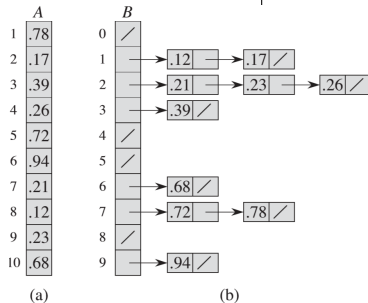 A B
1 .78 0 /
2 .17 1 .12 .17 /
3 .39 2 .21 .23 .26 /
4 .26 3 .39 /
5 .72 4 /
6 .94 5 /
7 .21 6 .68 /
8 .12 7 .72 .78 /
9 .23 8 /
10 .68 9 .94 /
(a) (b)